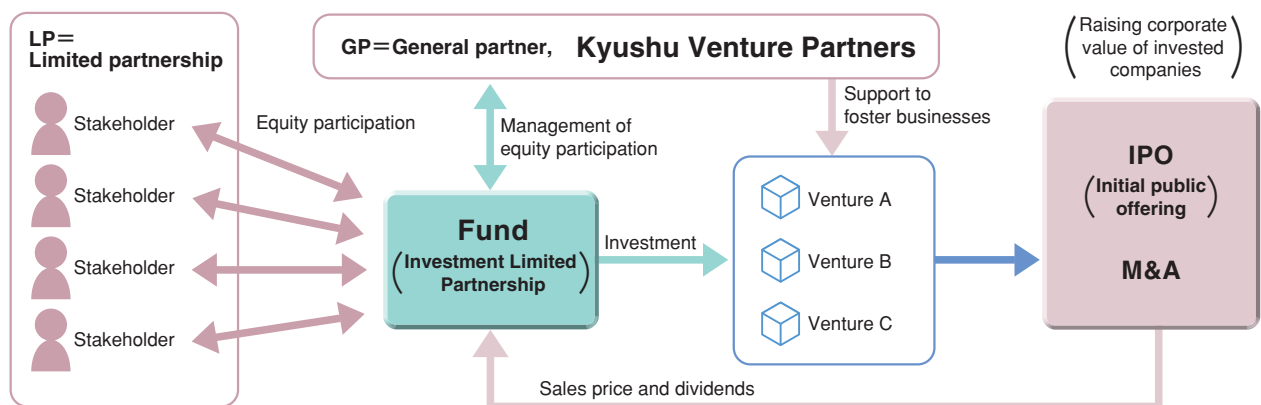 LP＝
Limited partnership
Stakeholder
Stakeholder
Stakeholder
Stakeholder
Equity participation
GP＝General partner, Kyushu Venture Partners
Management of
equity participation
Support to
foster businesses
Fund
(Investment Limited
Partnership)
Investment
Venture A
Venture B
Venture C
(Raising corporate
value of invested
companies)
IPO
(Initial public
offering)
M&A
Sales price and dividends